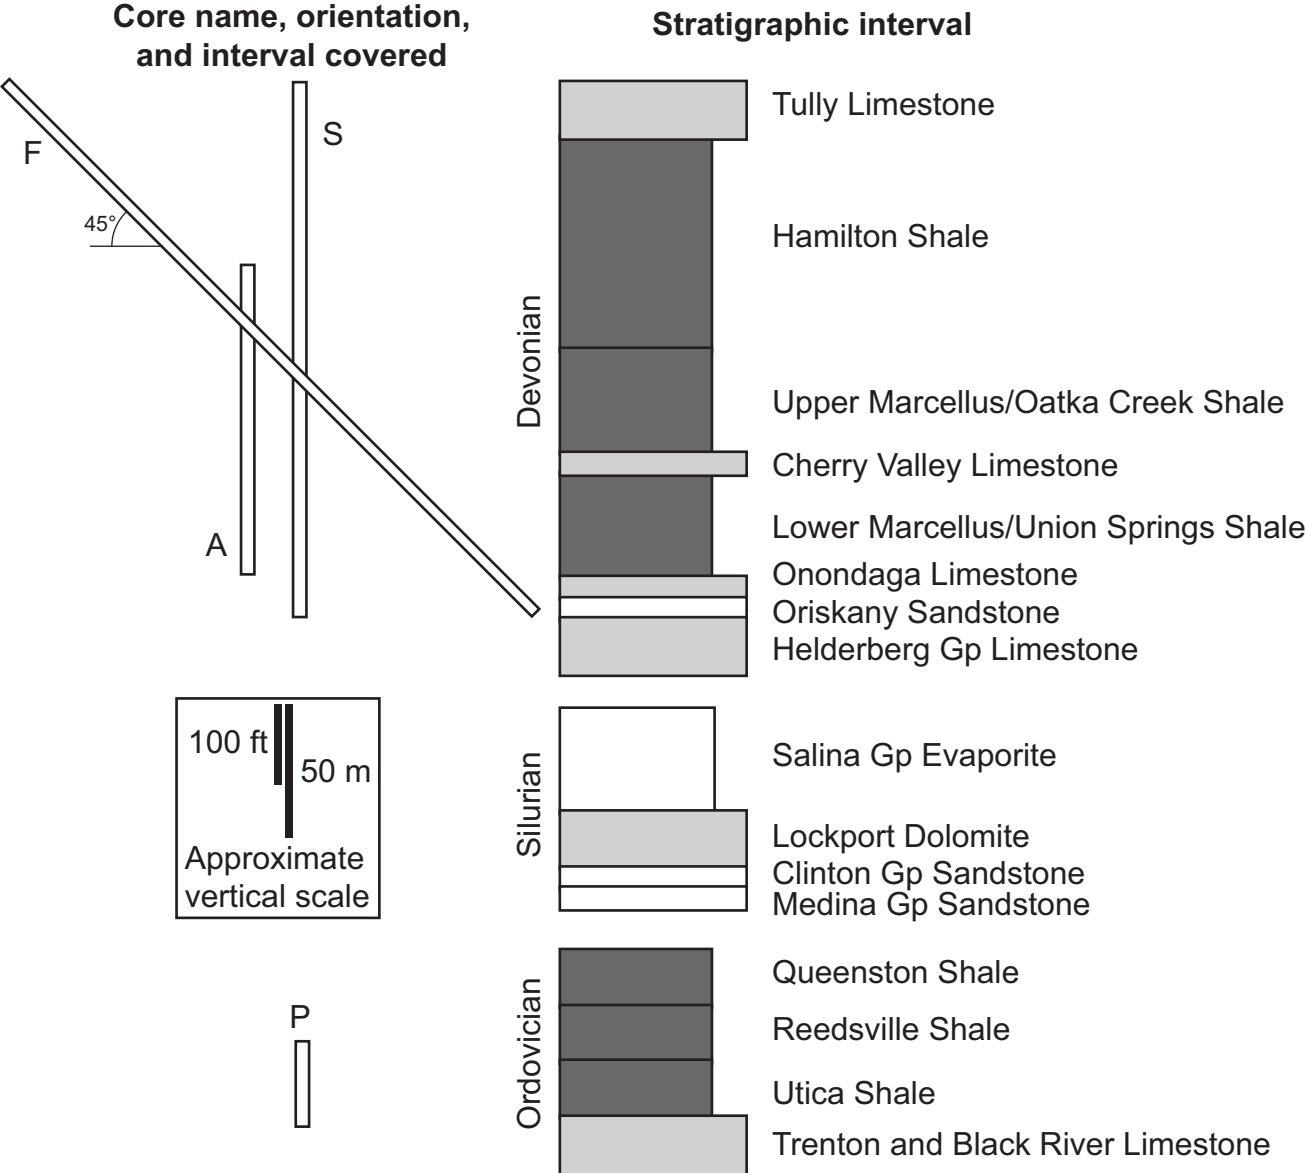 Core name, orientation,
and interval covered
Stratigraphic interval
F
S
45°
A
Devonian
Tully Limestone
Hamilton Shale
Upper Marcellus/Oatka Creek Shale
Cherry Valley Limestone
Lower Marcellus/Union Springs Shale
Onondaga Limestone
Oriskany Sandstone
Helderberg Gp Limestone
100 ft
50 m
Approximate
vertical scale
Silurian
Salina Gp Evaporite
Lockport Dolomite
Clinton Gp Sandstone
Medina Gp Sandstone
P
Ordovician
Queenston Shale
Reedsville Shale
Utica Shale
Trenton and Black River Limestone